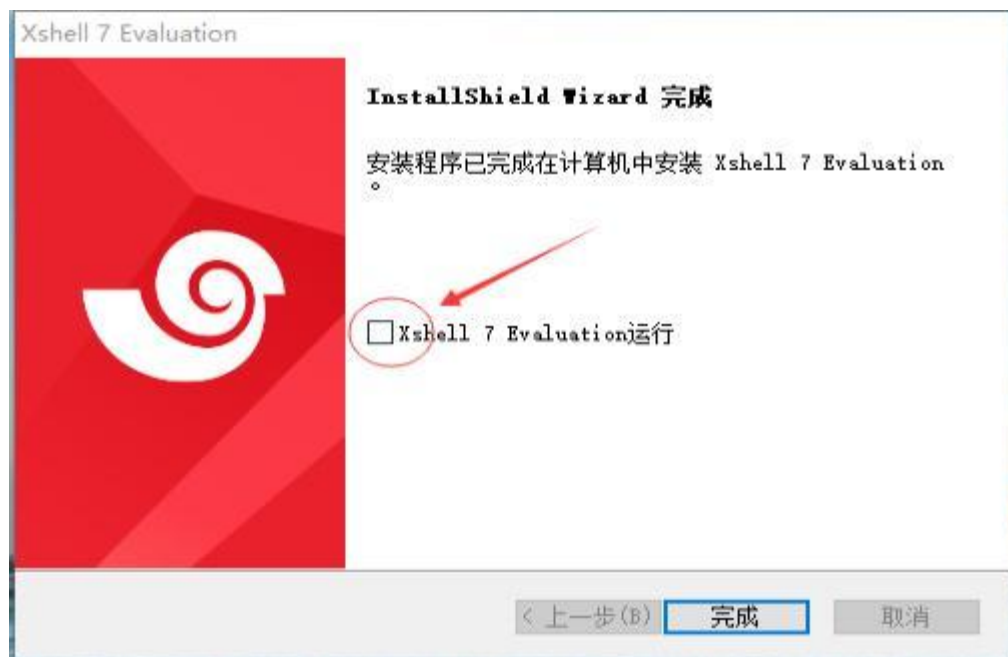 Xshell 7 Evaluation
InstallShield Wizard 完成
安装程序已完成在计算机中安装 Xshell 7 Evaluation
。
Xshell 7 Evaluation运行
< 上一步(B)
完成
取消